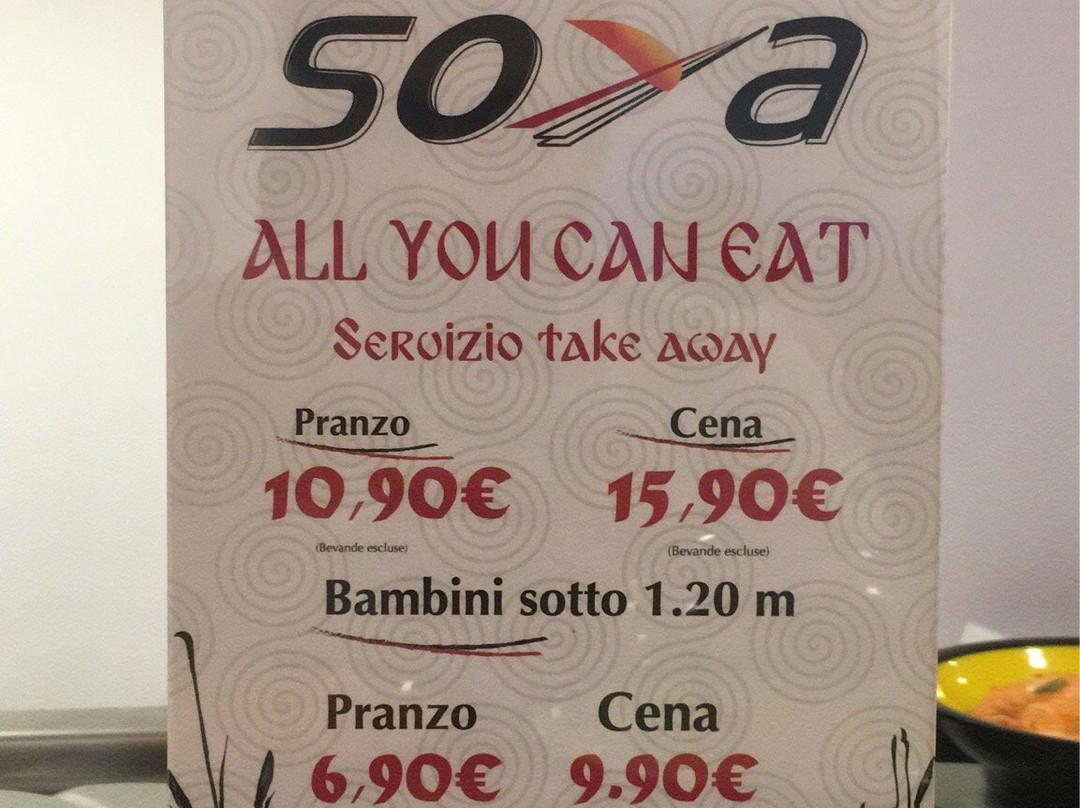 soya
ALL YOU CAN EAT
Servizio take away
Pranzo Cena
10,90€ 15,90€
(Bevande escluse) (Bevande escluse)
Bambini sotto 1.20 m
Pranzo Cena
6,90€ 9.90€